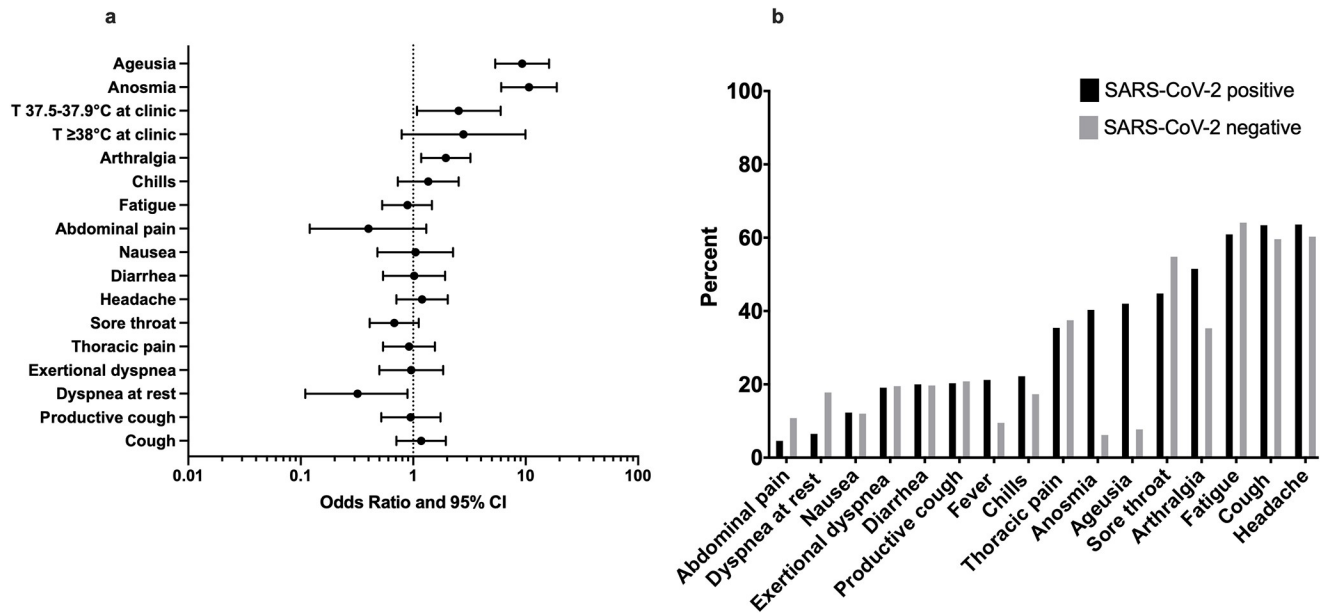 a
Ageusia
Anosmia
T 37.5-37.9°C at clinic
T ≥38°C at clinic
Arthralgia
Chills
Fatigue
Abdominal pain
Nausea
Diarrhea
Headache
Sore throat
Thoracic pain
Exertional dyspnea
Dyspnea at rest
Productive cough
Cough
0.01 0.1 1 10 100
Odds Ratio and 95% CI
b
SARS-CoV-2 positive
SARS-CoV-2 negative
100
80
60
40
20
0
Percent
Abdominal pain
Dyspnea at rest
Nausea
Exertional dyspnea
Diarrhea
Productive cough
Fever
Chills
Thoracic pain
Anosmia
Ageusia
Sore throat
Arthralgia
Fatigue
Cough
Headache